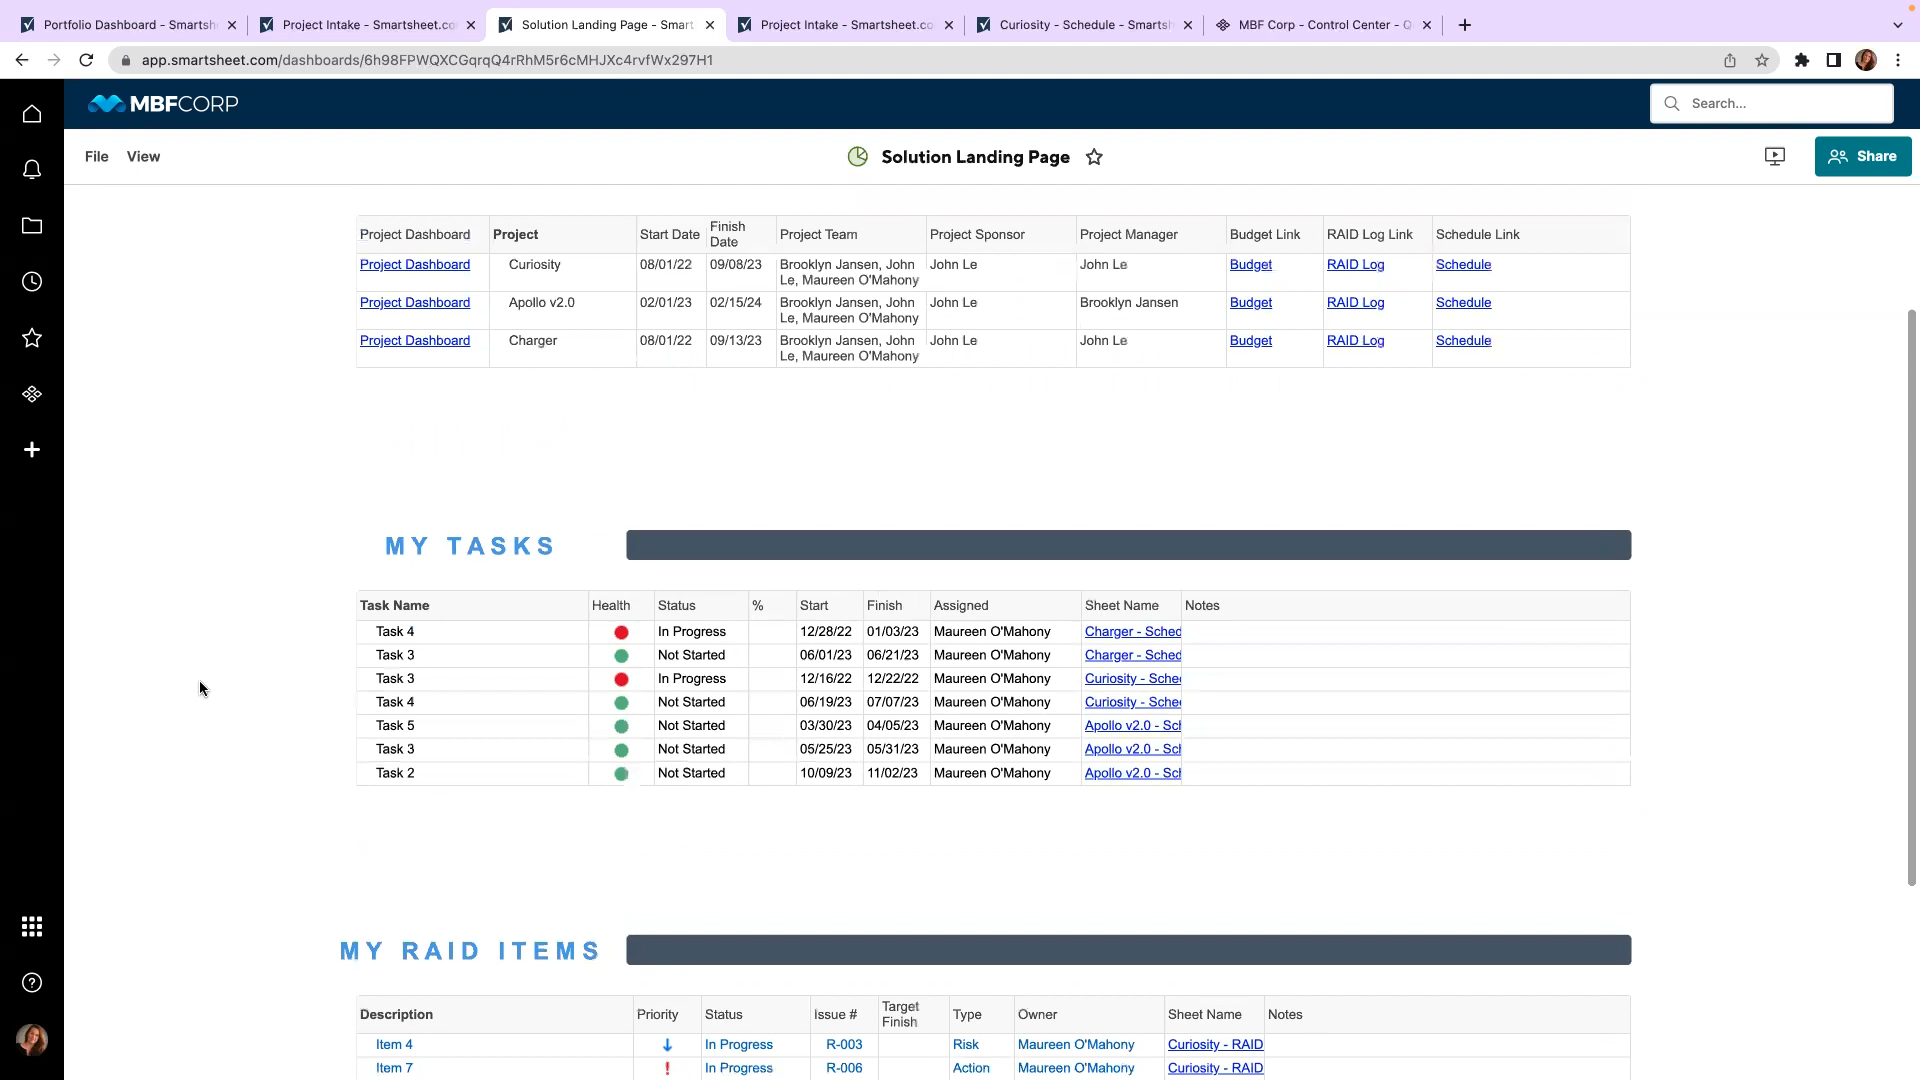 Portfolio Dashboard - Smartsh
Project Intake - Smartsheet.co
Solution Landing Page - Smart
Project Intake - Smartsheet.co
Curiosity - Schedule - Smartsh
MBF Corp - Control Center - Q
app.smartsheet.com/dashboards/6h98FPWQXCGqrqQ4rRhM5r6cMHJXc4rvfWx297H1
MBFCORP
Search...
File View
Solution Landing Page
Share
Project Dashboard Project Start Date Finish Date Project Team Project Sponsor Project Manager Budget Link RAID Log Link Schedule Link
Project Dashboard Curiosity 08/01/22 09/08/23 Brooklyn Jansen, John Le, Maureen O'Mahony John Le John Le Budget RAID Log Schedule
Project Dashboard Apollo v2.0 02/01/23 02/15/24 Brooklyn Jansen, John Le, Maureen O'Mahony John Le Brooklyn Jansen Budget RAID Log Schedule
Project Dashboard Charger 08/01/22 09/13/23 Brooklyn Jansen, John Le, Maureen O'Mahony John Le John Le Budget RAID Log Schedule
MY TASKS
Task Name Health Status % Start Finish Assigned Sheet Name Notes
Task 4 In Progress 12/28/22 01/03/23 Maureen O'Mahony Charger - Sched
Task 3 Not Started 06/01/23 06/21/23 Maureen O'Mahony Charger - Sched
Task 3 In Progress 12/16/22 12/22/22 Maureen O'Mahony Curiosity - Sche
Task 4 Not Started 06/19/23 07/07/23 Maureen O'Mahony Curiosity - Sche
Task 5 Not Started 03/30/23 04/05/23 Maureen O'Mahony Apollo v2.0 - Sch
Task 3 Not Started 05/25/23 05/31/23 Maureen O'Mahony Apollo v2.0 - Sch
Task 2 Not Started 10/09/23 11/02/23 Maureen O'Mahony Apollo v2.0 - Sch
MY RAID ITEMS
Description Priority Status Issue # Target Finish Type Owner Sheet Name Notes
Item 4 In Progress R-003 Risk Maureen O'Mahony Curiosity - RAID
Item 7 In Progress R-006 Action Maureen O'Mahony Curiosity - RAID